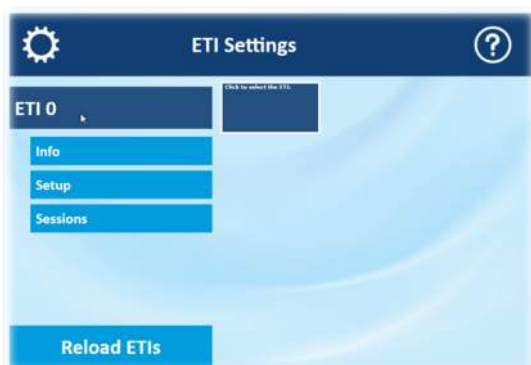 ETI Settings
?
ETI 0
Click to select the ETI.
Info
Setup
Sessions
Reload ETIs